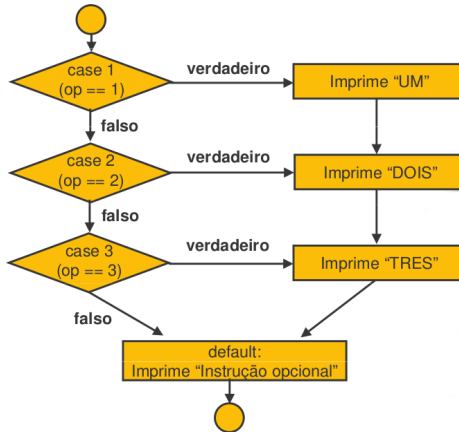 case 1
(op == 1)
verdadeiro
Imprime “UM”
falso
case 2
(op == 2)
verdadeiro
Imprime “DOIS”
falso
case 3
(op == 3)
verdadeiro
Imprime “TRES”
falso
default:
Imprime “Instrução opcional”